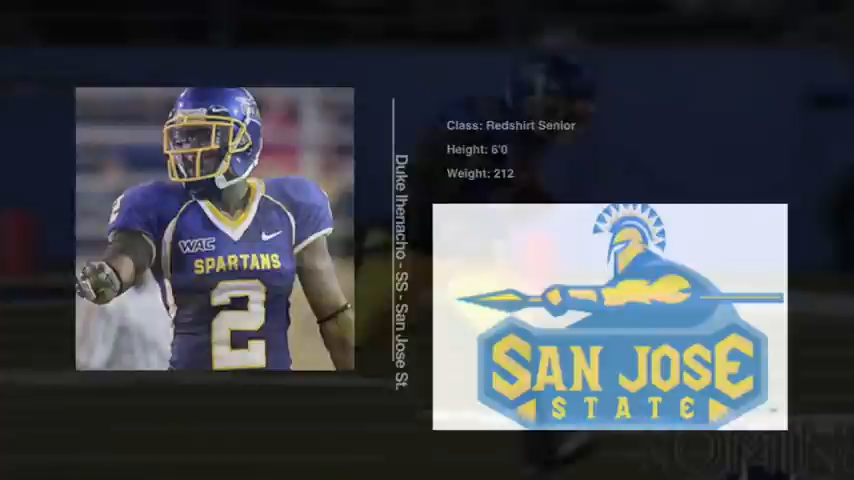 2
WAC
SPARTANS
2
Duke Ihenacho - SS - San Jose St.
Class: Redshirt Senior
Height: 6'0
Weight: 212
SAN JOSE
STATE